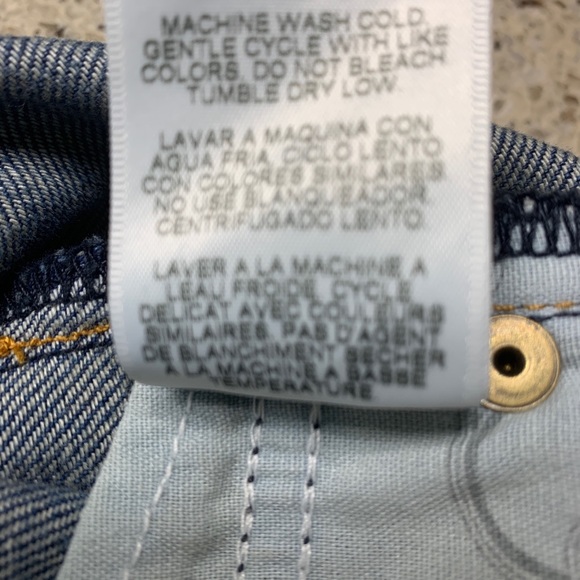 MACHINE WASH COLD,
GENTLE CYCLE WITH LIKE
COLORS, DO NOT BLEACH,
TUMBLE DRY LOW.
LAVAR A MAQUINA CON
AGUA FRIA, CICLO LENTO
CON COLORES SIMILARES.
NO USE BLANQUEADOR,
CENTRIFUGADO LENTO.
LAVER A LA MACHINE A
L EAU FROIDE, CYCLE
DELICAT AVEC COULEURS
SIMILAIRES, PAS D'AGENT
DE BLANCHIMENT SECHER
A LA MACHINE A BASSE
TEMPERATURE